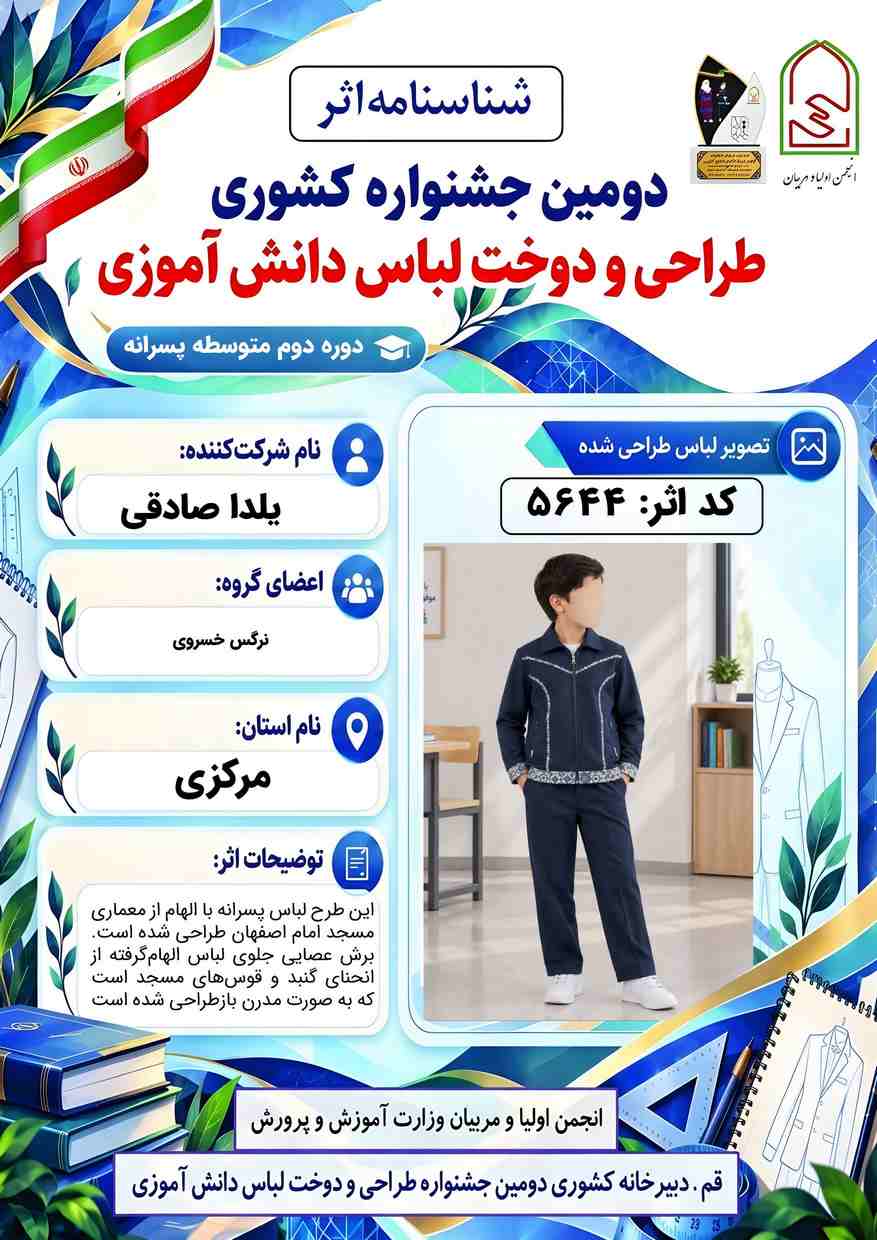 شناسنامه اثر
انجمن اولیا و مربیان
دومین جشنواره کشوری
طراحی و دوخت لباس دانش آموزی
دوره دوم متوسطه پسرانه
تصویر لباس طراحی شده
کد اثر: ۵۶۴۴
نام شرکت‌کننده:
یلدا صادقی
اعضای گروه:
نرگس خسروی
نام استان:
مرکزی
توضیحات اثر:
این طرح لباس پسرانه با الهام از معماری
مسجد امام اصفهان طراحی شده است.
برش عصایی جلوی لباس الهام‌گرفته از
انحنای گنبد و قوس‌های مسجد است
که به صورت مدرن بازطراحی شده است
انجمن اولیا و مربیان وزارت آموزش و پرورش
قم . دبیرخانه کشوری دومین جشنواره طراحی و دوخت لباس دانش آموزی